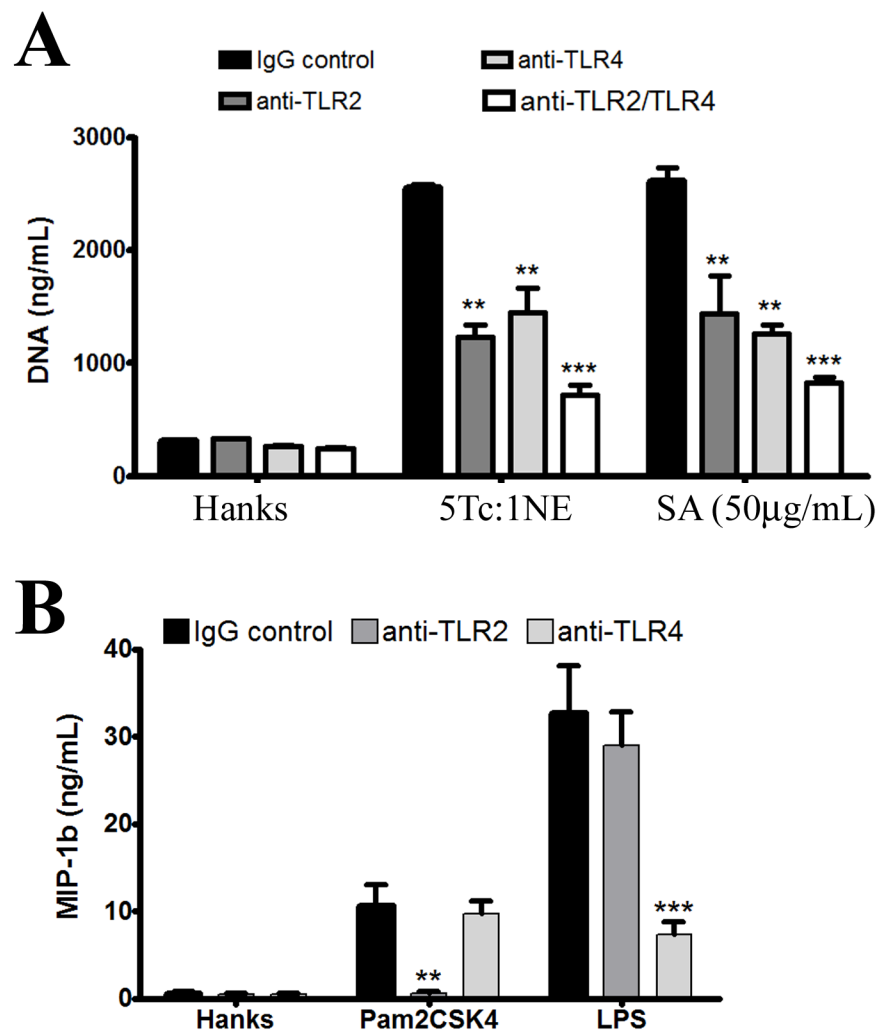 A
IgG control
anti-TLR4
anti-TLR2
anti-TLR2/TLR4
DNA (ng/mL)
3000
2000
1000
0
**
**
***
**
**
***
Hanks
5Tc:1NE
SA (50µg/mL)
B
IgG control
anti-TLR2
anti-TLR4
MIP-1b (ng/mL)
40
30
20
10
0
**
***
Hanks
Pam2CSK4
LPS